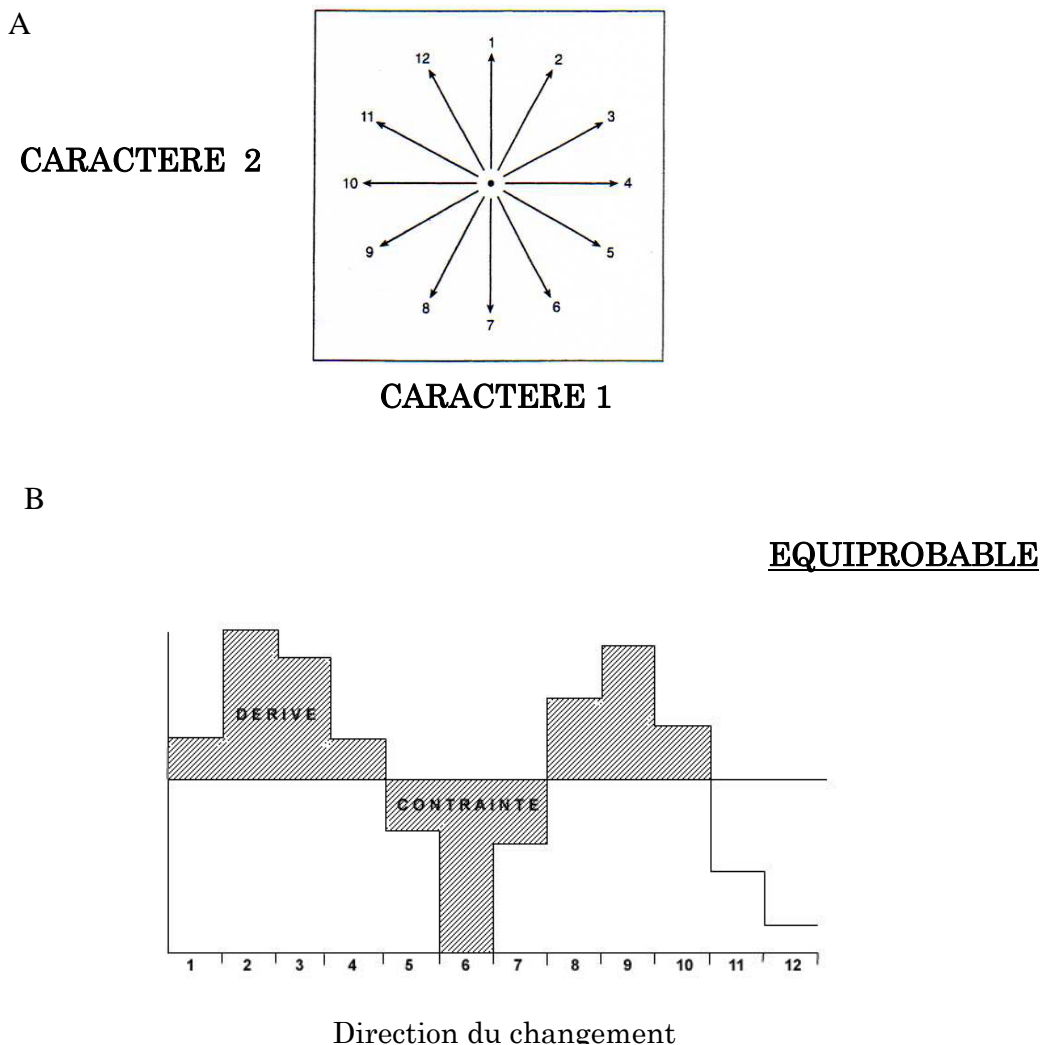 A
1
12
2
11
3
CARACTERE 2
10
4
9
5
8
6
7
CARACTERE 1
B
EQUIPROBABLE
DERIVE
CONTRAINTE
1 2 3 4 5 6 7 8 9 10 11 12
Direction du changement